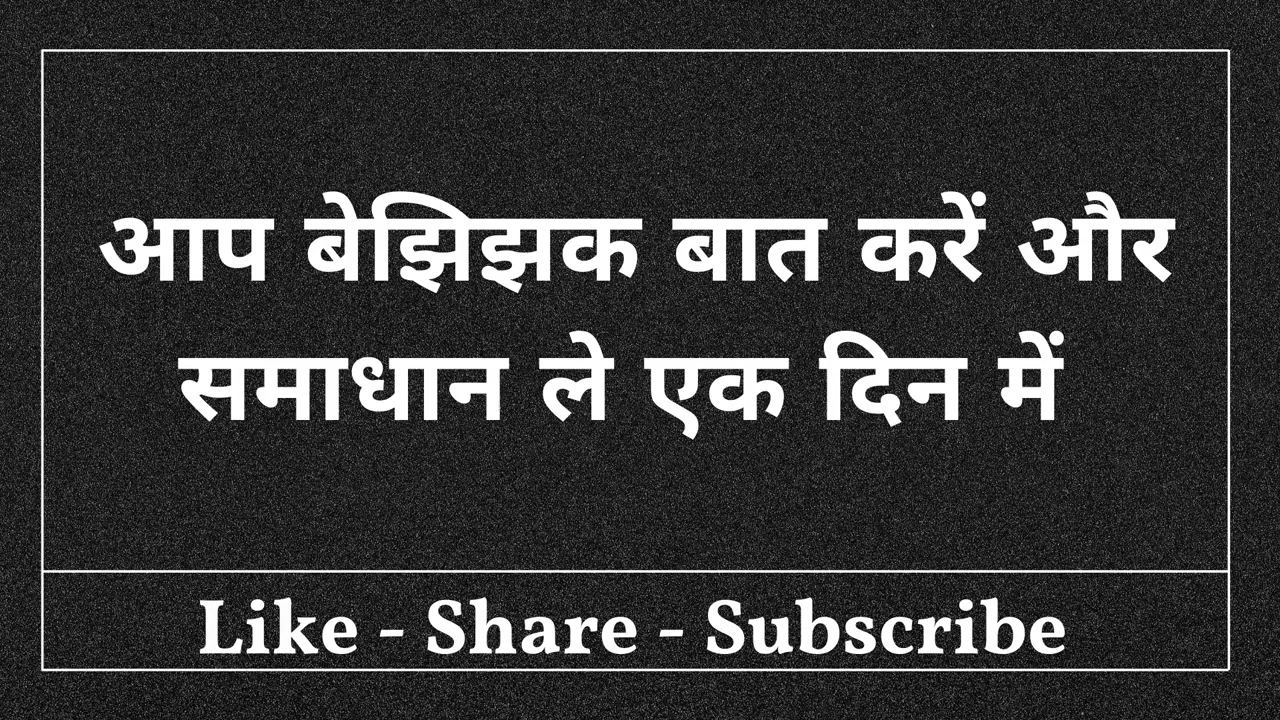 आप बेझिझक बात करें और
समाधान ले एक दिन में
Like - Share - Subscribe